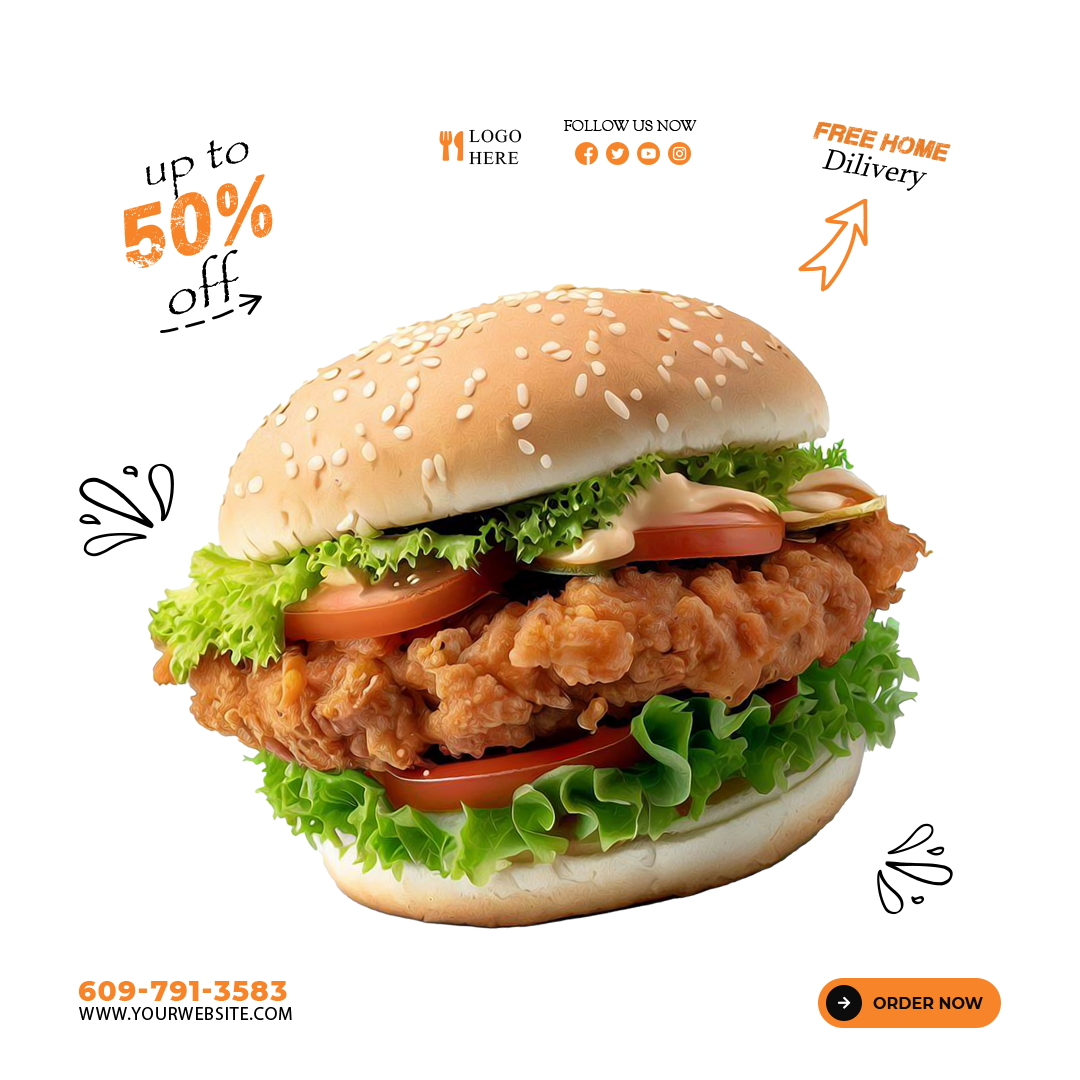 up to
50%
off
LOGO
HERE
FOLLOW US NOW
FREE HOME
Dilivery
609-791-3583
WWW.YOURWEBSITE.COM
ORDER NOW